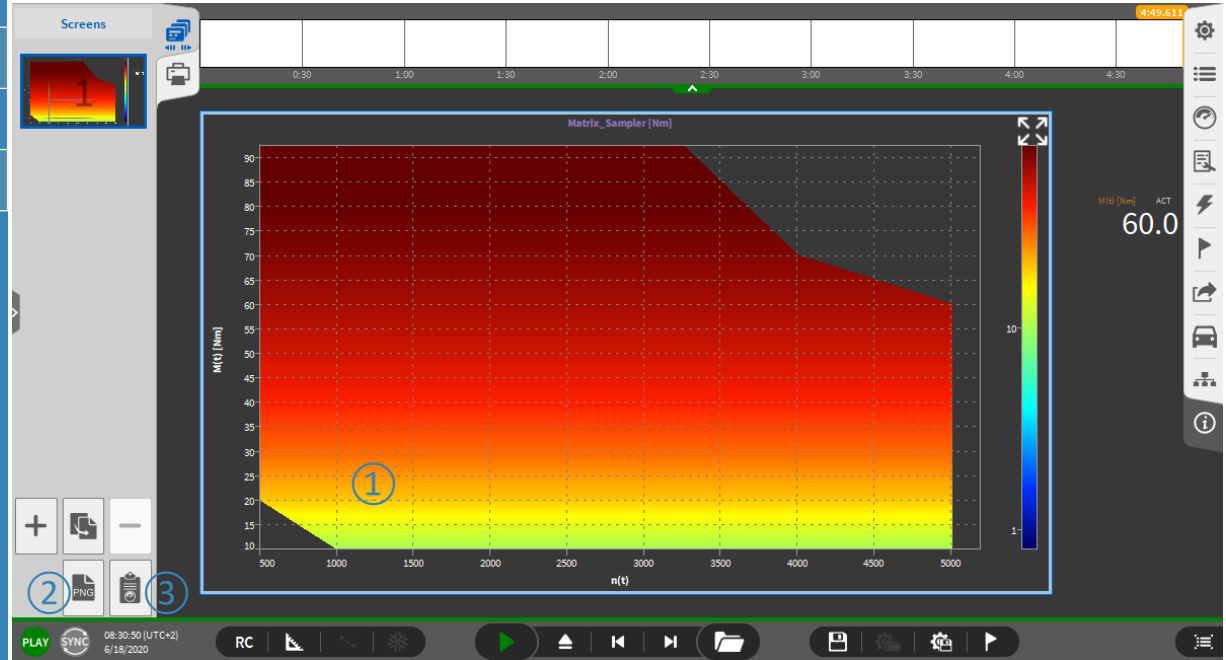 Screens
4:49.611
0:30 1:00 1:30 2:00 2:30 3:00 3:30 4:00 4:30
1
Matrix_Sampler [Nm]
90
85
80
75
70
65
60
55
50
45
40
35
30
25
20
15
10
M(t) [Nm]
500 1000 1500 2000 2500 3000 3500 4000 4500 5000
n(t)
10
1
M(t) [Nm] ACT
60.0
①
② PNG ③
PLAY SYNC 08:30:50 (UTC+2)
6/18/2020
RC